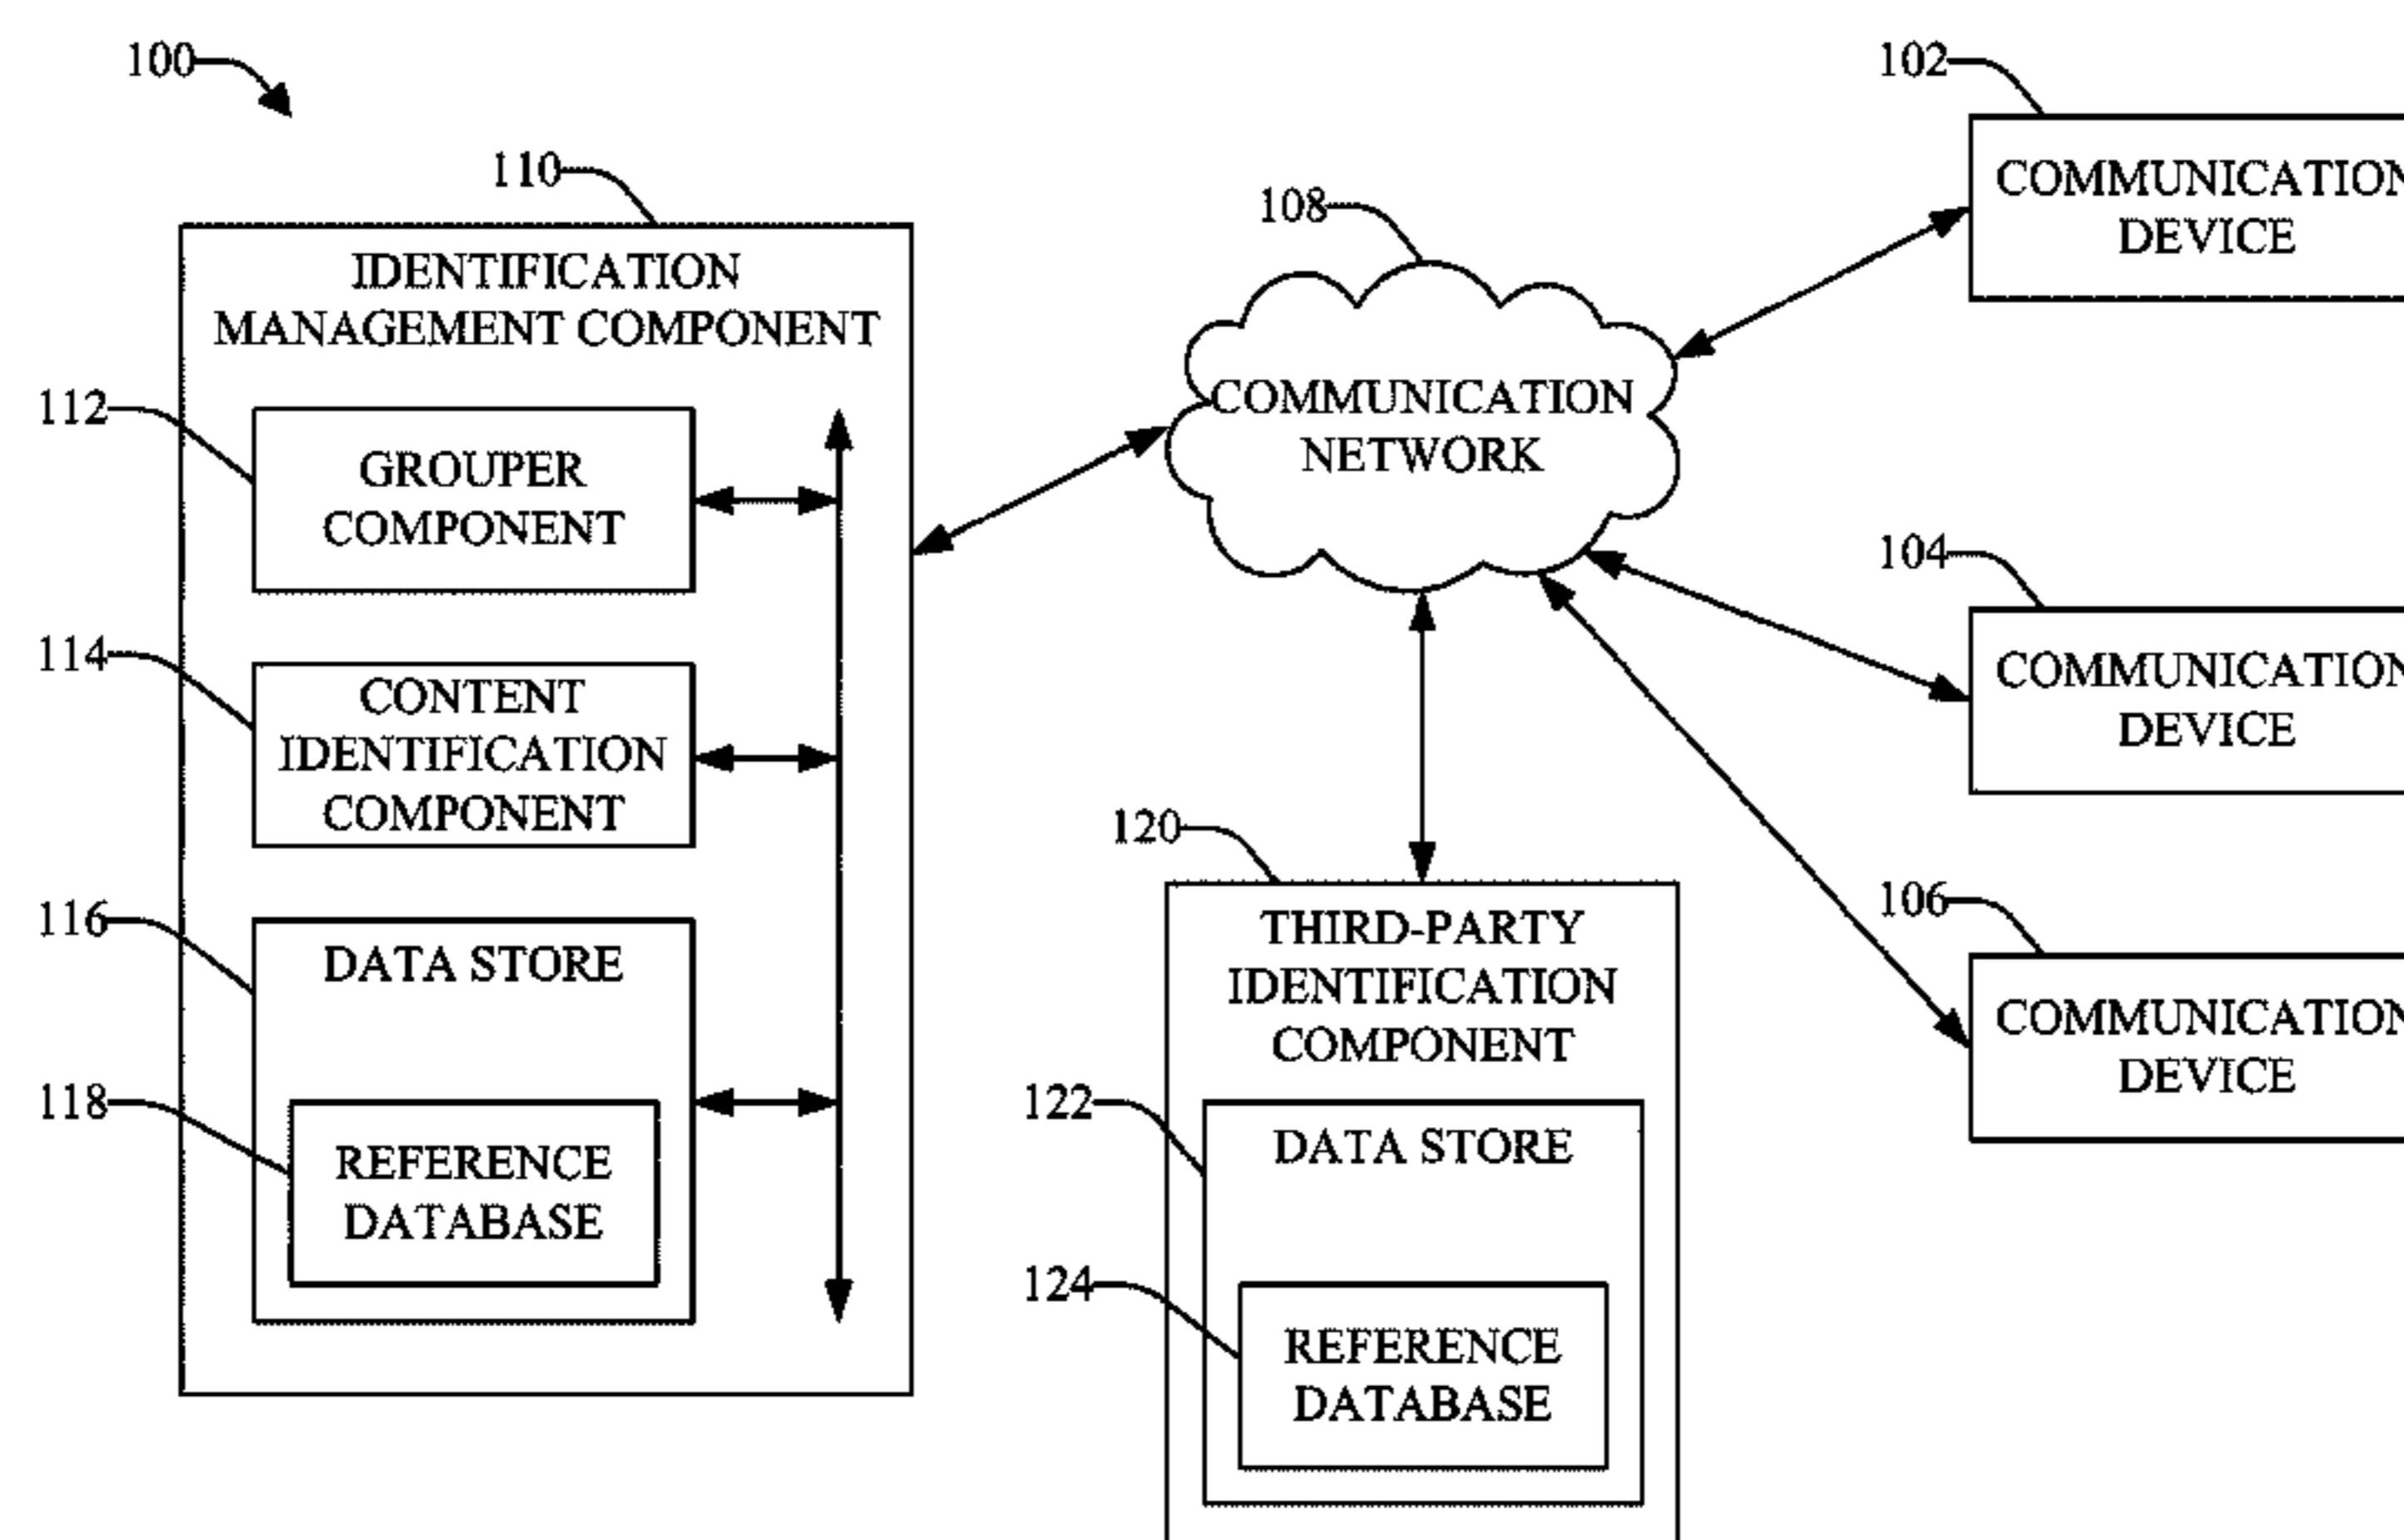 100
110
IDENTIFICATION
MANAGEMENT COMPONENT
112
GROUPER
COMPONENT
114
CONTENT
IDENTIFICATION
COMPONENT
116
DATA STORE
118
REFERENCE
DATABASE
108
COMMUNICATION
NETWORK
120
THIRD-PARTY
IDENTIFICATION
COMPONENT
122
DATA STORE
124
REFERENCE
DATABASE
102
COMMUNICATION
DEVICE
104
COMMUNICATION
DEVICE
106
COMMUNICATION
DEVICE